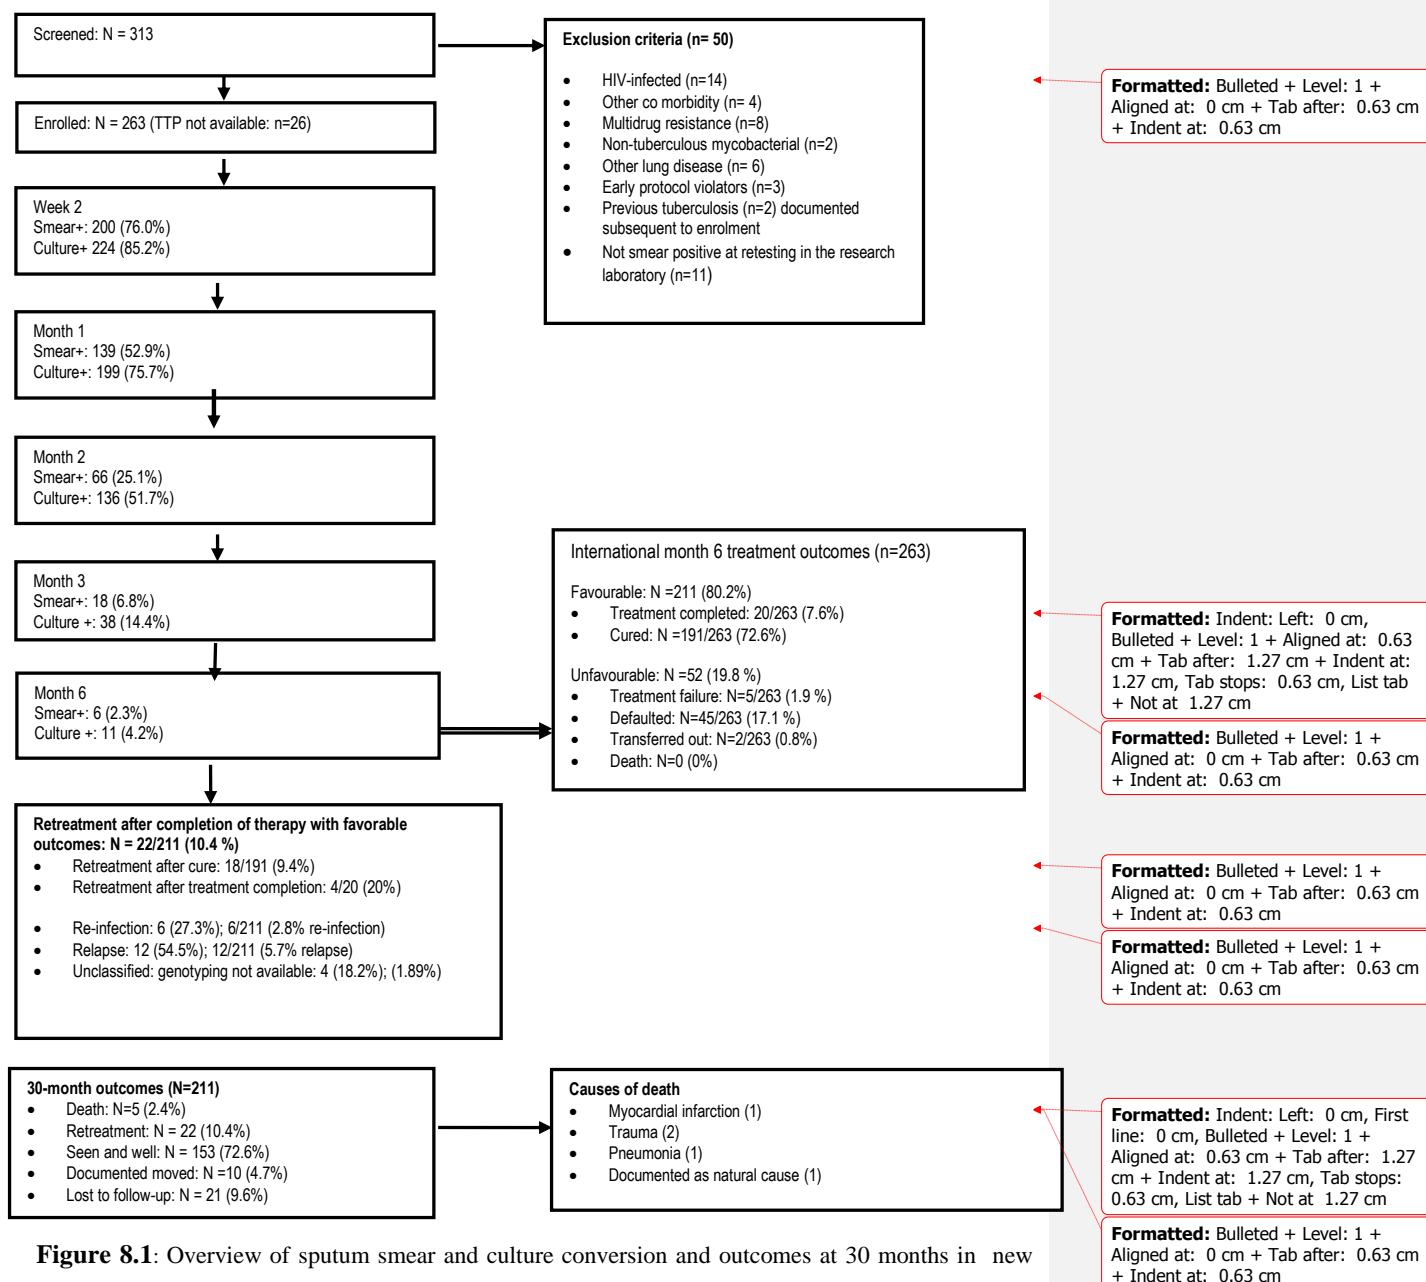 Screened: N = 313
Exclusion criteria (n= 50)
• HIV-infected (n=14)
• Other co morbidity (n= 4)
• Multidrug resistance (n=8)
• Non-tuberculous mycobacterial (n=2)
• Other lung disease (n= 6)
• Early protocol violators (n=3)
• Previous tuberculosis (n=2) documented
subsequent to enrolment
• Not smear positive at retesting in the research
laboratory (n=11)
Formatted: Bulleted + Level: 1 +
Aligned at: 0 cm + Tab after: 0.63 cm
+ Indent at: 0.63 cm
Enrolled: N = 263 (TTP not available: n=26)
Week 2
Smear+: 200 (76.0%)
Culture+ 224 (85.2%)
Month 1
Smear+: 139 (52.9%)
Culture+: 199 (75.7%)
Month 2
Smear+: 66 (25.1%)
Culture+: 136 (51.7%)
Month 3
Smear+: 18 (6.8%)
Culture +: 38 (14.4%)
Month 6
Smear+: 6 (2.3%)
Culture +: 11 (4.2%)
International month 6 treatment outcomes (n=263)
Favourable: N =211 (80.2%)
• Treatment completed: 20/263 (7.6%)
• Cured: N =191/263 (72.6%)
Unfavourable: N =52 (19.8 %)
• Treatment failure: N=5/263 (1.9 %)
• Defaulted: N=45/263 (17.1 %)
• Transferred out: N=2/263 (0.8%)
• Death: N=0 (0%)
Formatted: Indent: Left: 0 cm,
Bulleted + Level: 1 + Aligned at: 0.63
cm + Tab after: 1.27 cm + Indent at:
1.27 cm, Tab stops: 0.63 cm, List tab
+ Not at 1.27 cm
Formatted: Bulleted + Level: 1 +
Aligned at: 0 cm + Tab after: 0.63 cm
+ Indent at: 0.63 cm
Retreatment after completion of therapy with favorable
outcomes: N = 22/211 (10.4 %)
• Retreatment after cure: 18/191 (9.4%)
• Retreatment after treatment completion: 4/20 (20%)
• Re-infection: 6 (27.3%); 6/211 (2.8% re-infection)
• Relapse: 12 (54.5%); 12/211 (5.7% relapse)
• Unclassified: genotyping not available: 4 (18.2%); (1.89%)
Formatted: Bulleted + Level: 1 +
Aligned at: 0 cm + Tab after: 0.63 cm
+ Indent at: 0.63 cm
Formatted: Bulleted + Level: 1 +
Aligned at: 0 cm + Tab after: 0.63 cm
+ Indent at: 0.63 cm
30-month outcomes (N=211)
• Death: N=5 (2.4%)
• Retreatment: N = 22 (10.4%)
• Seen and well: N = 153 (72.6%)
• Documented moved: N =10 (4.7%)
• Lost to follow-up: N = 21 (9.6%)
Causes of death
• Myocardial infarction (1)
• Trauma (2)
• Pneumonia (1)
• Documented as natural cause (1)
Formatted: Indent: Left: 0 cm, First
line: 0 cm, Bulleted + Level: 1 +
Aligned at: 0.63 cm + Tab after: 1.27
cm + Indent at: 1.27 cm, Tab stops:
0.63 cm, List tab + Not at 1.27 cm
Formatted: Bulleted + Level: 1 +
Aligned at: 0 cm + Tab after: 0.63 cm
+ Indent at: 0.63 cm
Figure 8.1: Overview of sputum smear and culture conversion and outcomes at 30 months in new